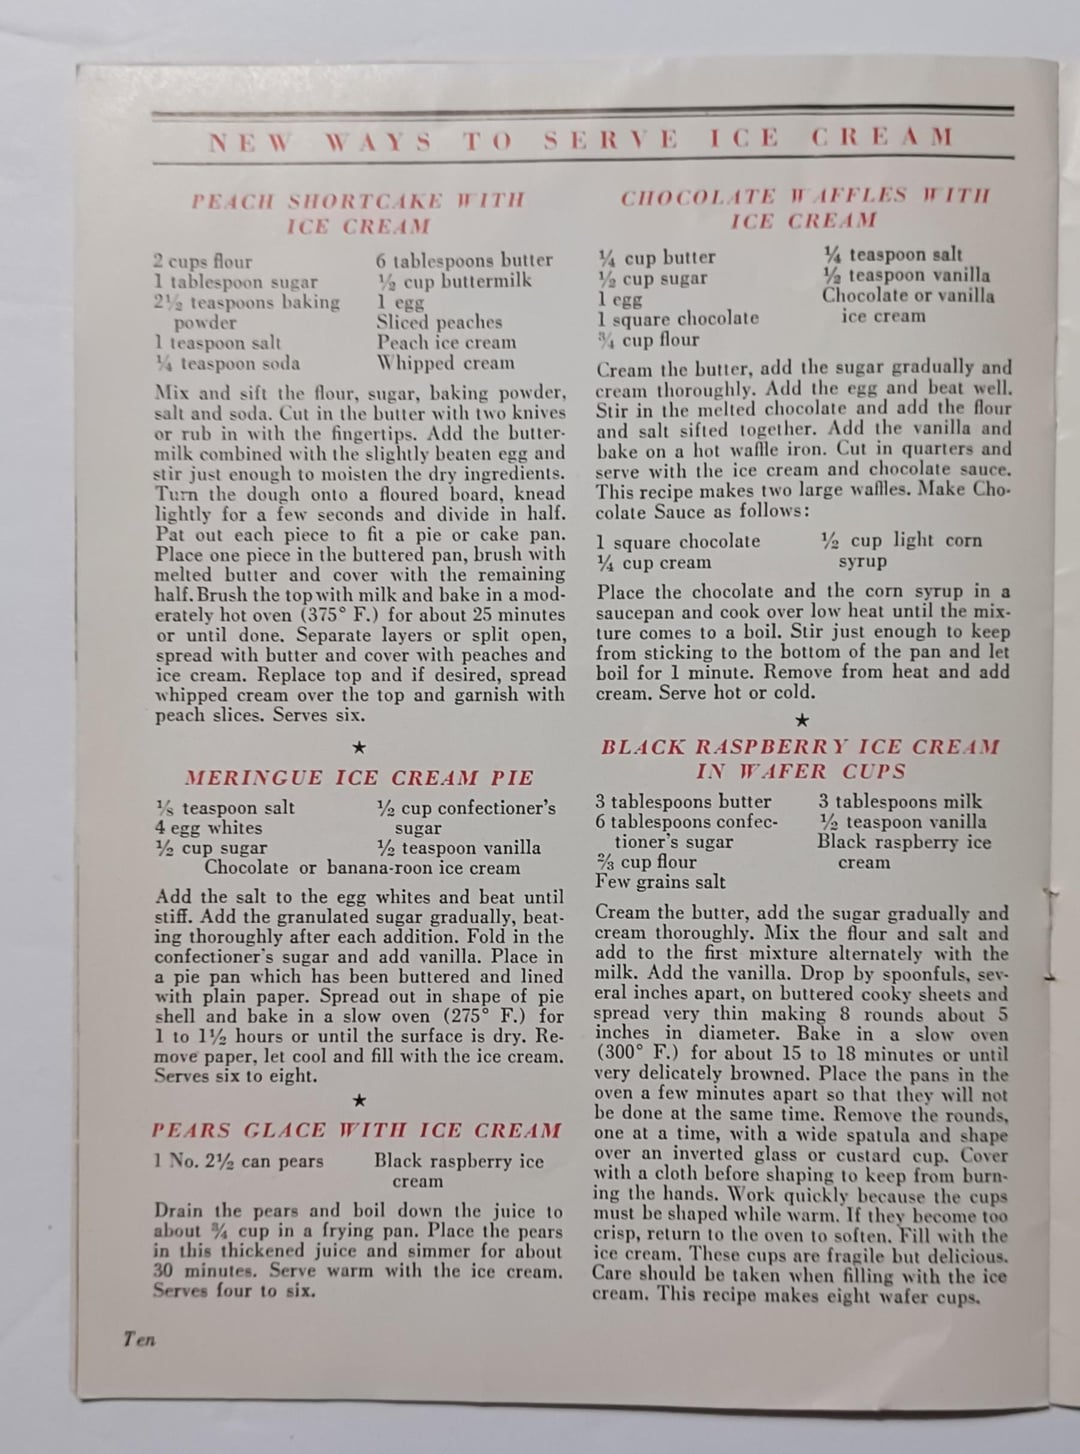 NEW WAYS TO SERVE ICE CREAM
PEACH SHORTCAKE WITH
ICE CREAM
2 cups flour
1 tablespoon sugar
2½ teaspoons baking
powder
1 teaspoon salt
¼ teaspoon soda
6 tablespoons butter
½ cup buttermilk
1 egg
Sliced peaches
Peach ice cream
Whipped cream
Mix and sift the flour, sugar, baking powder,
salt and soda. Cut in the butter with two knives
or rub in with the fingertips. Add the butter-
milk combined with the slightly beaten egg and
stir just enough to moisten the dry ingredients.
Turn the dough onto a floured board, knead
lightly for a few seconds and divide in half.
Pat out each piece to fit a pie or cake pan.
Place one piece in the buttered pan, brush with
melted butter and cover with the remaining
half. Brush the top with milk and bake in a mod-
erately hot oven (375° F.) for about 25 minutes
or until done. Separate layers or split open,
spread with butter and cover with peaches and
ice cream. Replace top and if desired, spread
whipped cream over the top and garnish with
peach slices. Serves six.
★
MERINGUE ICE CREAM PIE
⅛ teaspoon salt
4 egg whites
½ cup sugar
½ cup confectioner's
sugar
½ teaspoon vanilla
Chocolate or banana-roon ice cream
Add the salt to the egg whites and beat until
stiff. Add the granulated sugar gradually, beat-
ing thoroughly after each addition. Fold in the
confectioner's sugar and add vanilla. Place in
a pie pan which has been buttered and lined
with plain paper. Spread out in shape of pie
shell and bake in a slow oven (275° F.) for
1 to 1½ hours or until the surface is dry. Re-
move paper, let cool and fill with the ice cream.
Serves six to eight.
★
PEARS GLACE WITH ICE CREAM
1 No. 2½ can pears
Black raspberry ice
cream
Drain the pears and boil down the juice to
about ¾ cup in a frying pan. Place the pears
in this thickened juice and simmer for about
30 minutes. Serve warm with the ice cream.
Serves four to six.
CHOCOLATE WAFFLES WITH
ICE CREAM
¼ cup butter
½ cup sugar
1 egg
1 square chocolate
¾ cup flour
¼ teaspoon salt
½ teaspoon vanilla
Chocolate or vanilla
ice cream
Cream the butter, add the sugar gradually and
cream thoroughly. Add the egg and beat well.
Stir in the melted chocolate and add the flour
and salt sifted together. Add the vanilla and
bake on a hot waffle iron. Cut in quarters and
serve with the ice cream and chocolate sauce.
This recipe makes two large waffles. Make Cho-
colate Sauce as follows:
1 square chocolate
¼ cup cream
½ cup light corn
syrup
Place the chocolate and the corn syrup in a
saucepan and cook over low heat until the mix-
ture comes to a boil. Stir just enough to keep
from sticking to the bottom of the pan and let
boil for 1 minute. Remove from heat and add
cream. Serve hot or cold.
★
BLACK RASPBERRY ICE CREAM
IN WAFER CUPS
3 tablespoons butter
6 tablespoons confec-
tioner's sugar
⅔ cup flour
Few grains salt
3 tablespoons milk
½ teaspoon vanilla
Black raspberry ice
cream
Cream the butter, add the sugar gradually and
cream thoroughly. Mix the flour and salt and
add to the first mixture alternately with the
milk. Add the vanilla. Drop by spoonfuls, sev-
eral inches apart, on buttered cooky sheets and
spread very thin making 8 rounds about 5
inches in diameter. Bake in a slow oven
(300° F.) for about 15 to 18 minutes or until
very delicately browned. Place the pans in the
oven a few minutes apart so that they will not
be done at the same time. Remove the rounds,
one at a time, with a wide spatula and shape
over an inverted glass or custard cup. Cover
with a cloth before shaping to keep from burn-
ing the hands. Work quickly because the cups
must be shaped while warm. If they become too
crisp, return to the oven to soften. Fill with the
ice cream. These cups are fragile but delicious.
Care should be taken when filling with the ice
cream. This recipe makes eight wafer cups.
Ten